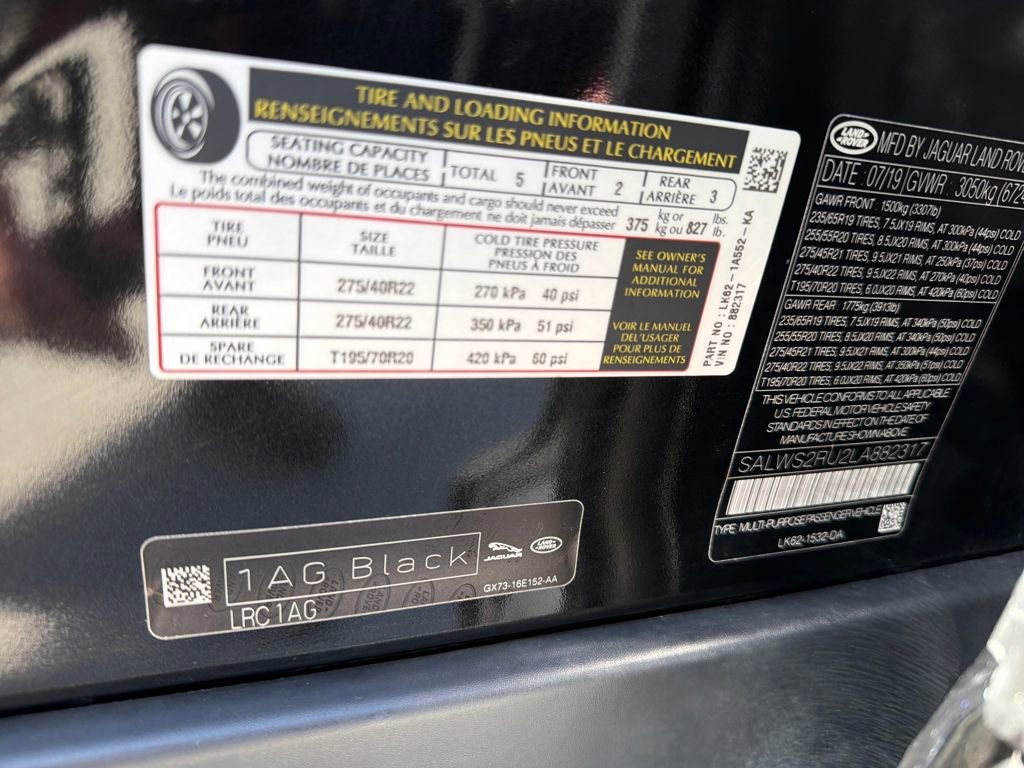 TIRE AND LOADING INFORMATION
RENSEIGNEMENTS SUR LES PNEUS ET LE CHARGEMENT
SEATING CAPACITY
NOMBRE DE PLACES
TOTAL 5
FRONT
AVANT 2
REAR
ARRIÈRE 3
The combined weight of occupants and cargo should never exceed 375 kg or 827 lbs.
Le poids total des occupants et du chargement ne doit jamais dépasser kg ou lb.
TIRE
PNEU
SIZE
TAILLE
COLD TIRE PRESSURE
PRESSION DES
PNEUS À FROID
FRONT
AVANT
275/40R22
270 kPa 40 psi
REAR
ARRIÈRE
275/40R22
350 kPa 51 psi
SPARE
DE RECHANGE
T195/70R20
420 kPa 60 psi
SEE OWNER'S
MANUAL FOR
ADDITIONAL
INFORMATION
VOIR LE MANUEL
DE L'USAGER
POUR PLUS DE
RENSEIGNEMENTS
PART NO : LK62-1A552-KA
VIN NO : 882317
LAND ROVER
MFD BY JAGUAR LAND ROV
DATE : 07/19 GVWR : 3050kg (672
GAWR FRONT : 1500kg (3307lb)
235/65R19 TIRES, 7.5JX19 RIMS, AT 300kPa (44psi) COLD
255/55R20 TIRES, 8.5JX20 RIMS, AT 300kPa (44psi) COLD
275/45R21 TIRES, 9.5JX21 RIMS, AT 250kPa (37psi) COLD
275/40R22 TIRES, 9.5JX22 RIMS, AT 270kPa (40psi) COLD
T195/70R20 TIRES, 6.0JX20 RIMS, AT 420kPa (60psi) COLD
GAWR REAR : 1775kg (3913lb)
235/65R19 TIRES, 7.5JX19 RIMS, AT 340kPa (50psi) COLD
255/55R20 TIRES, 8.5JX20 RIMS, AT 340kPa (50psi) COLD
275/45R21 TIRES, 9.5JX21 RIMS, AT 300kPa (44psi) COLD
275/40R22 TIRES, 9.5JX22 RIMS, AT 350kPa (51psi) COLD
T195/70R20 TIRES, 6.0JX20 RIMS, AT 420kPa (60psi) COLD
THIS VEHICLE CONFORMS TO ALL APPLICABLE
U.S. FEDERAL MOTOR VEHICLE SAFETY
STANDARDS IN EFFECT ON THE DATE OF
MANUFACTURE SHOWN ABOVE
SALWS2RU2LA882317
TYPE: MULTI-PURPOSE PASSENGER VEHICLE
LK62-1532-DA
1AG Black
JAGUAR
LAND ROVER
LRC1AG
GX73-16E152-AA